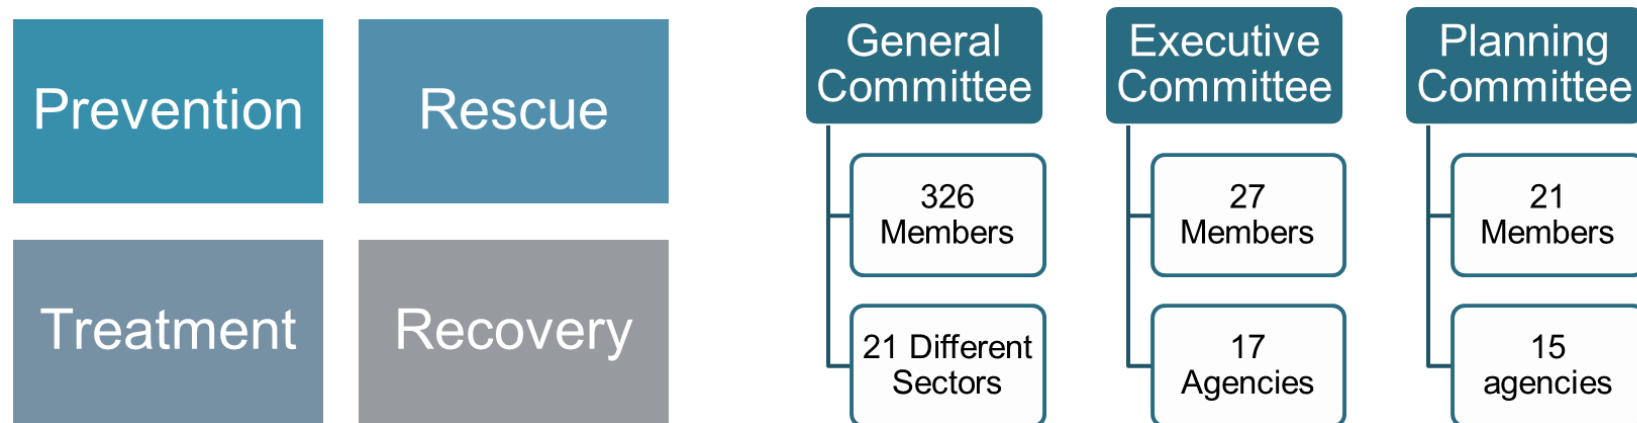 Prevention
Rescue
Treatment
Recovery
General
Committee
326
Members
21 Different
Sectors
Executive
Committee
27
Members
17
Agencies
Planning
Committee
21
Members
15
agencies